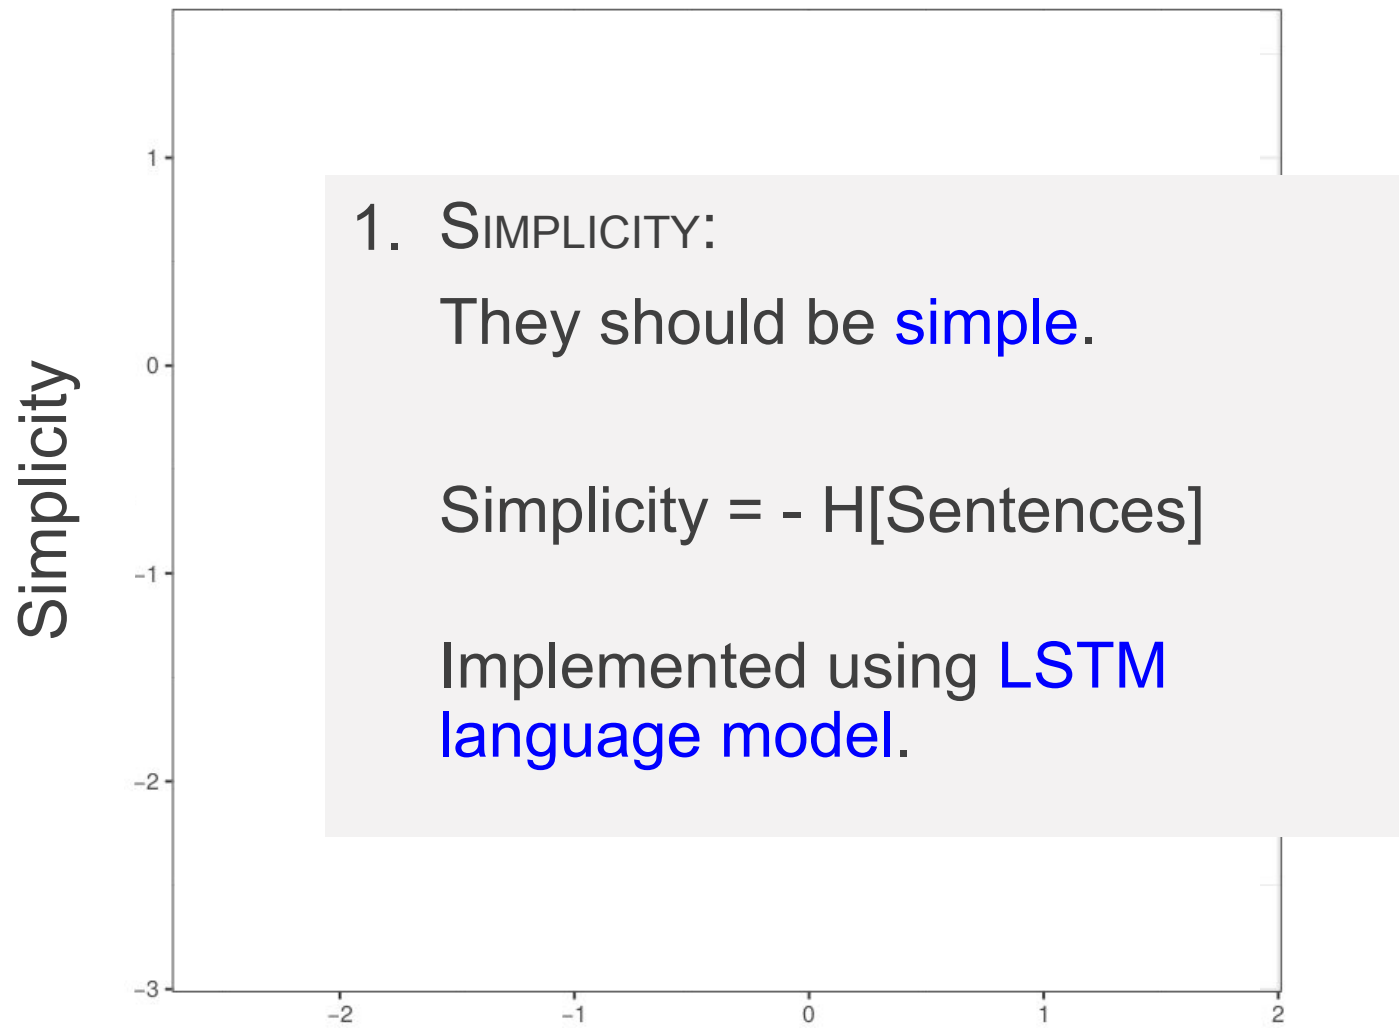 Simplicity
1
0
−1
−2
−3
1. SIMPLICITY:
They should be simple.
Simplicity = - H[Sentences]
Implemented using LSTM
language model.
−2 −1 0 1 2